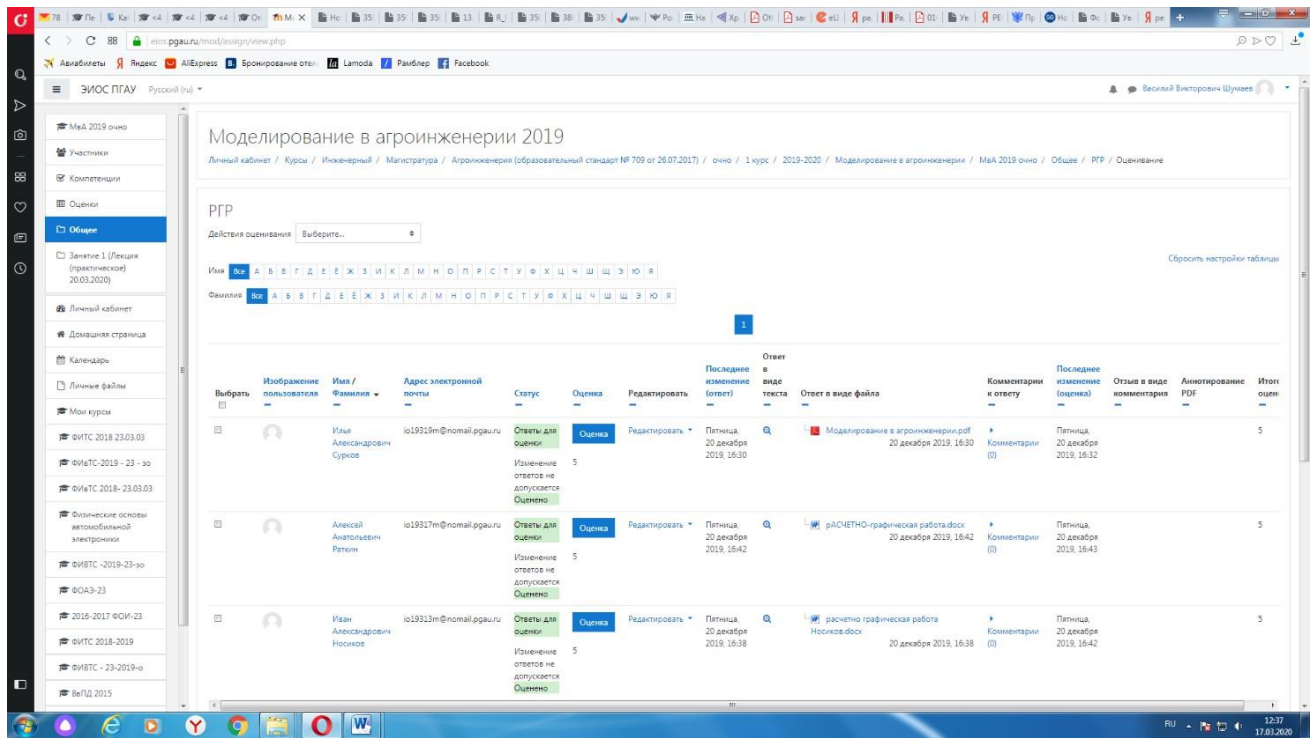 eios.pgau.ru/mod/assign/view.php
Авиабилеты Яндекс AliExpress Бронирование отел Lamoda Рамблер Facebook
ЭИОС ПГАУ Русский (ru)
Василий Викторович Шумаев
МвА 2019 очно
Участники
Компетенции
Оценки
Общее
Занятие 1 (Лекция
(практическое)
20.03.2020)
Личный кабинет
Домашняя страница
Календарь
Личные файлы
Мои курсы
ФИТС 2018 23.03.03
ФИвТС-2019 - 23 - зо
ФИвТС 2018- 23.03.03
Физические основы
автомобильной
электроники
ФИВТС -2019-23-зо
ФОАЭ-23
2016-2017 ФОИ-23
ФИТС 2018-2019
ФИВТС - 23-2019-о
ВвПД 2015
Моделирование в агроинженерии 2019
Личный кабинет / Курсы / Инженерный / Магистратура / Агроинженерия (образовательный стандарт № 709 от 26.07.2017) / очно / 1 курс / 2019-2020 / Моделирование в агроинженерии / МвА 2019 очно / Общее / РГР / Оценивание
РГР
Действия оценивания Выберите...
Сбросить настройки таблицы
Имя Все А Б В Г Д Е Ё Ж З И К Л М Н О П Р С Т У Ф Х Ц Ч Ш Щ Э Ю Я
Фамилия Все А Б В Г Д Е Ё Ж З И К Л М Н О П Р С Т У Ф Х Ц Ч Ш Щ Э Ю Я
1
Выбрать
Изображение
пользователя
Имя /
Фамилия
Адрес электронной
почты
Статус
Оценка
Редактировать
Последнее
изменение
(ответ)
Ответ
в
виде
текста
Ответ в виде файла
Комментарии
к ответу
Последнее
изменение
(оценка)
Отзыв в виде
комментария
Аннотирование
PDF
Итого
оцен
Илья
Александрович
Сурков
io19319m@nomail.pgau.ru
Ответы для
оценки
Изменение
ответов не
допускается
Оценено
Оценка
5
Редактировать
Пятница,
20 декабря
2019, 16:30
Моделирование в агроинженерии.pdf
20 декабря 2019, 16:30
Комментарии
(0)
Пятница,
20 декабря
2019, 16:32
5
Алексей
Анатольевич
Раткин
io19317m@nomail.pgau.ru
Ответы для
оценки
Изменение
ответов не
допускается
Оценено
Оценка
5
Редактировать
Пятница,
20 декабря
2019, 16:42
рАСЧЕТНО-графическая работа.docx
20 декабря 2019, 16:42
Комментарии
(0)
Пятница,
20 декабря
2019, 16:43
5
Иван
Александрович
Носиков
io19313m@nomail.pgau.ru
Ответы для
оценки
Изменение
ответов не
допускается
Оценено
Оценка
5
Редактировать
Пятница,
20 декабря
2019, 16:38
расчетно графическая работа
Носиков.docx
20 декабря 2019, 16:38
Комментарии
(0)
Пятница,
20 декабря
2019, 16:42
5
RU
12:37
17.03.2020